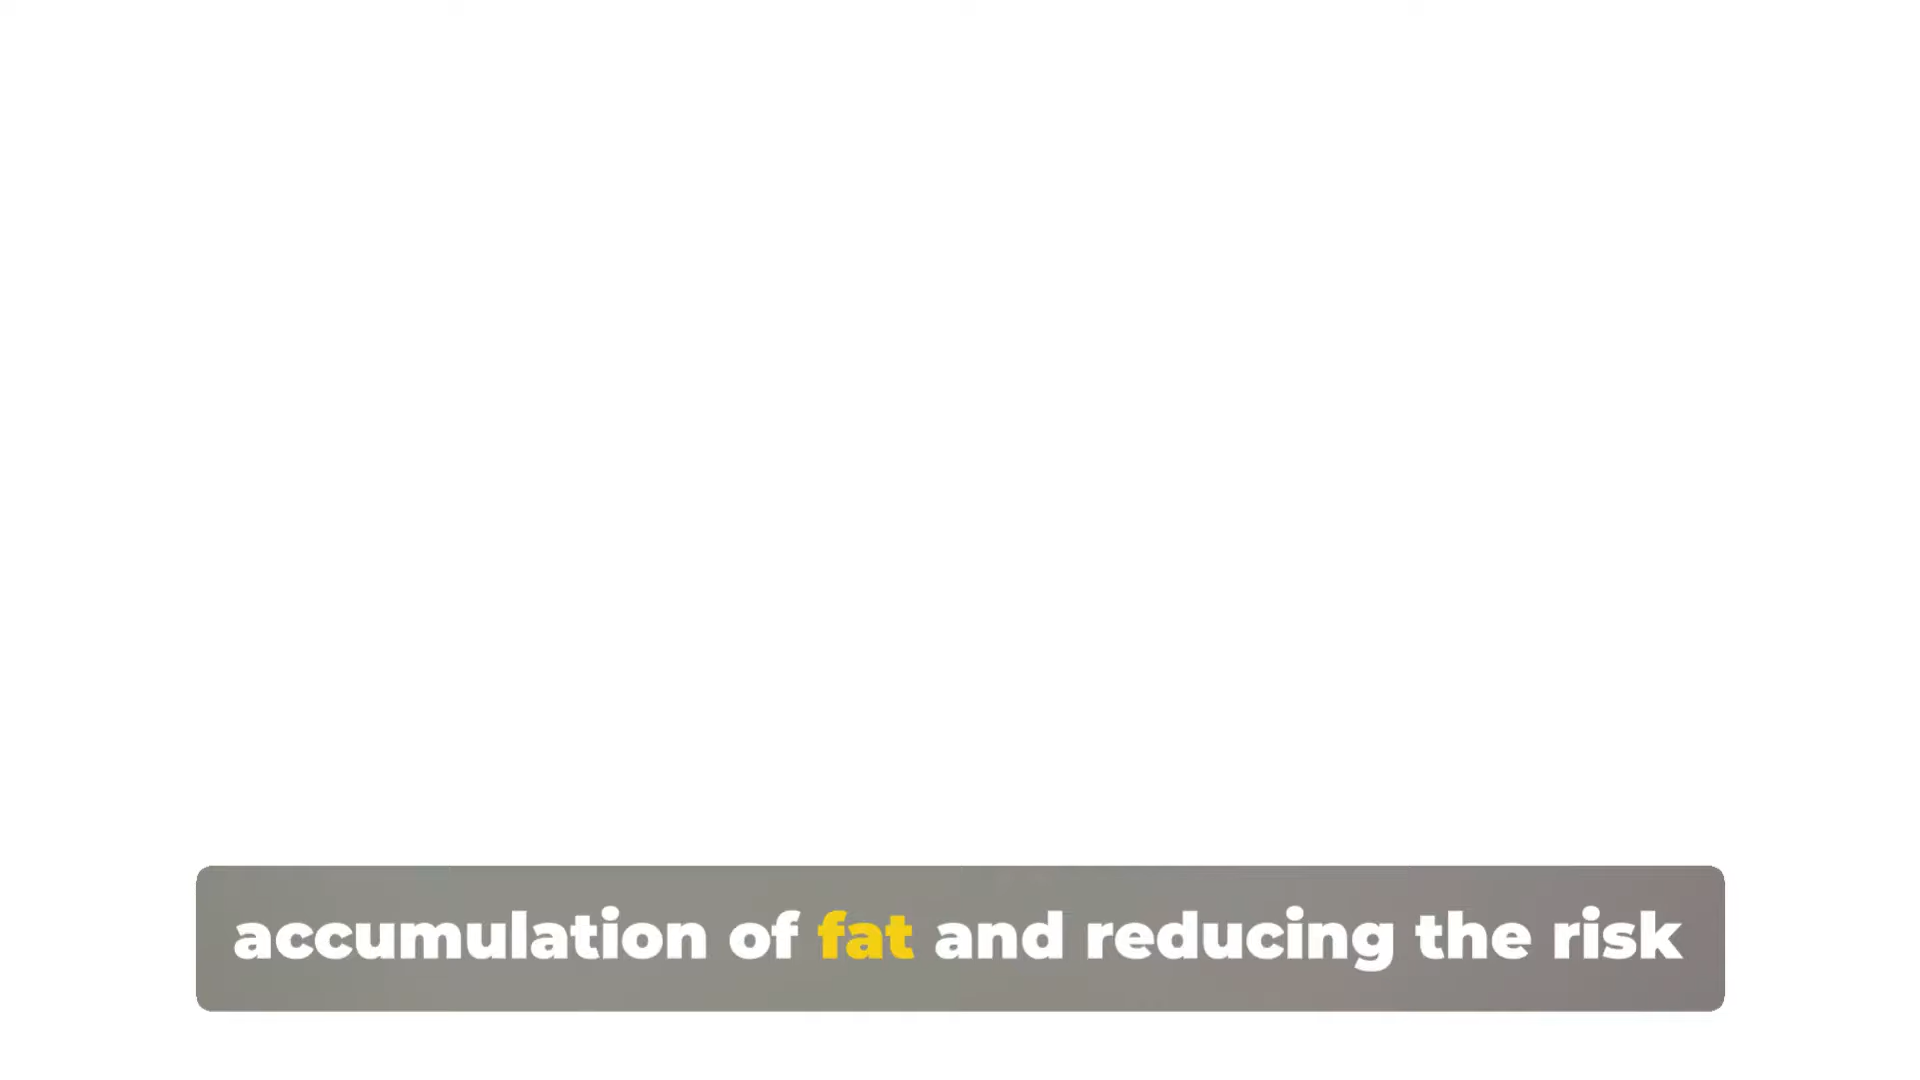 accumulation of fat and reducing the risk